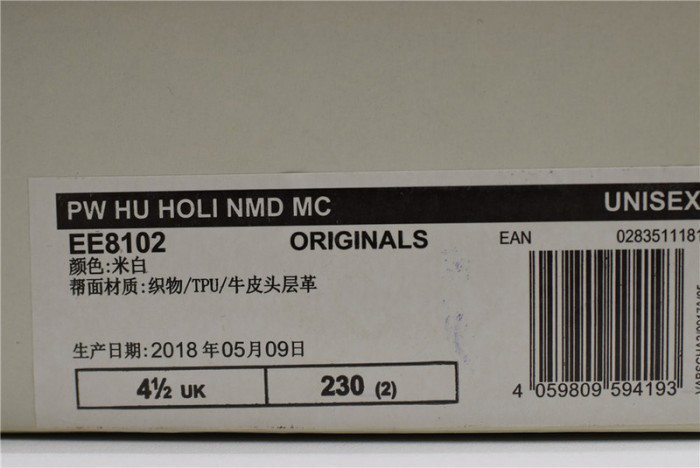 PW HU HOLI NMD MC UNISEX
EE8102 ORIGINALS EAN 0283511181
颜色:米白
帮面材质:织物/TPU/牛皮头层革
生产日期:2018年05月09日
4½ UK 230 (2)
4 059809 594193